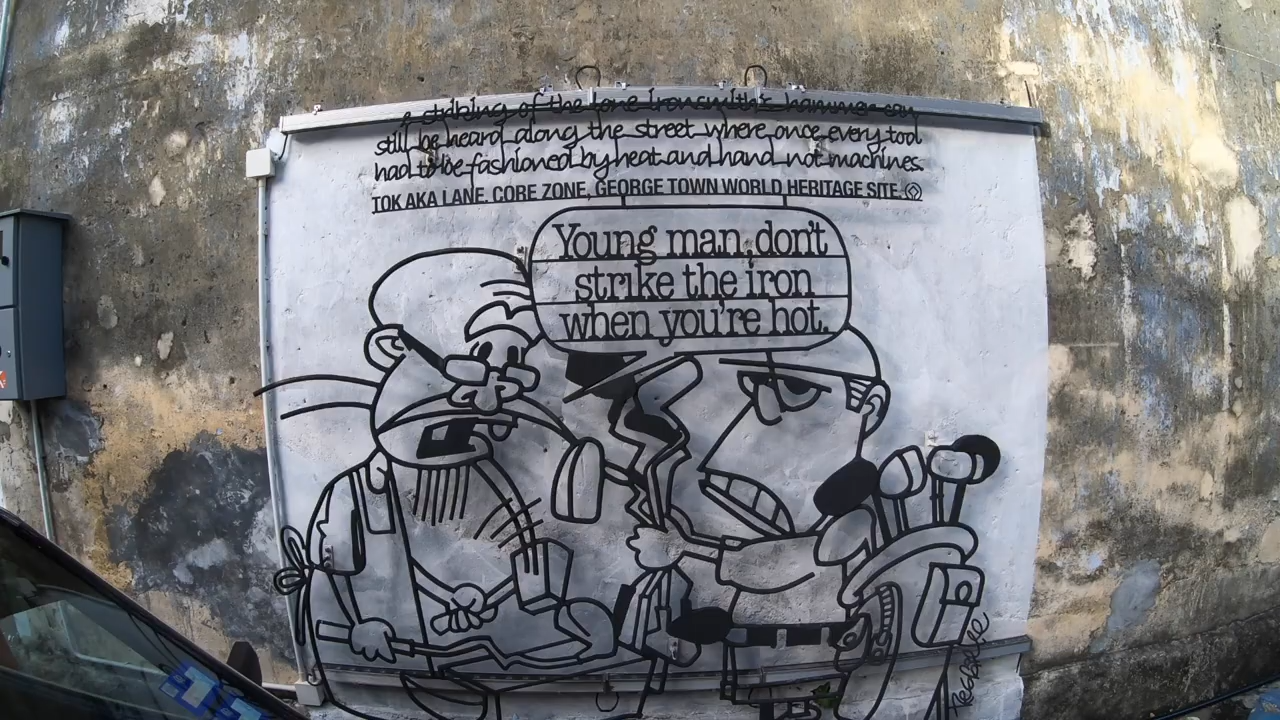 striking of the lone ironsmith's hammer can
still be heard along the street where once every tool
had to be fashioned by heat and hand not machines.
TOK AKA LANE. CORE ZONE, GEORGE TOWN WORLD HERITAGE SITE.
Young man, don't
strike the iron
when you're hot.